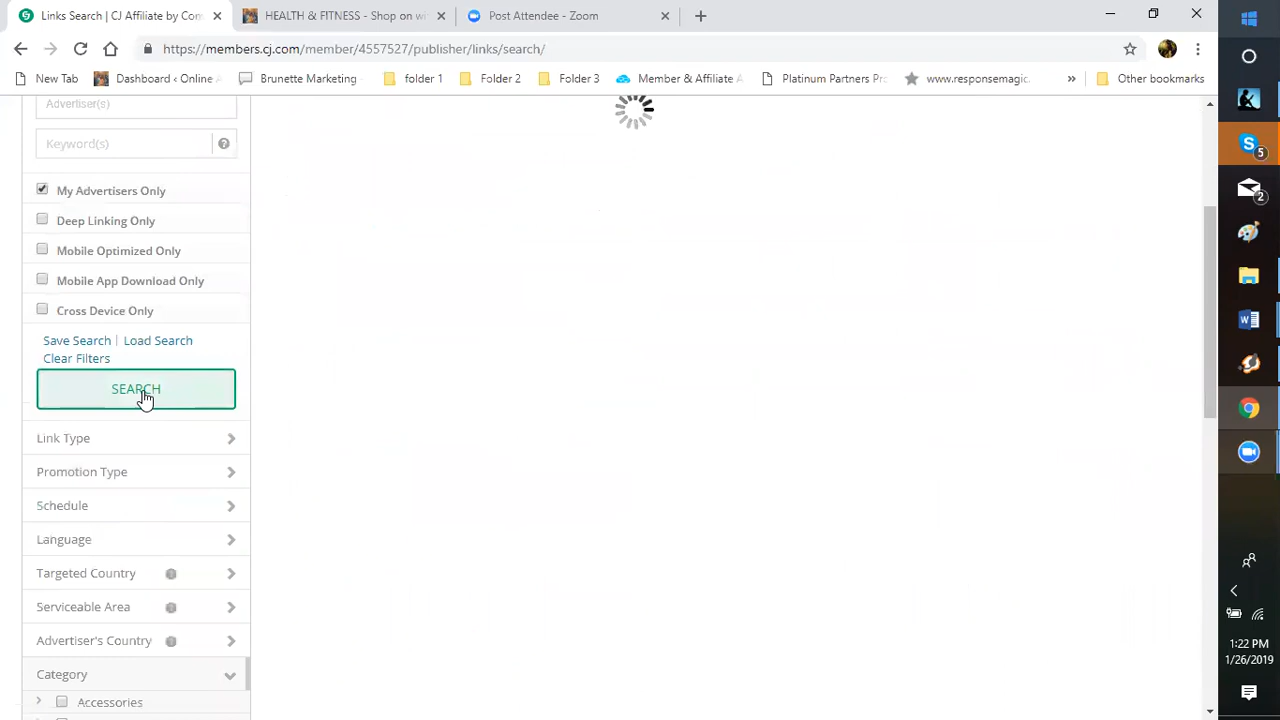 Links Search | CJ Affiliate by Com
HEALTH & FITNESS - Shop on w
Post Attendee - Zoom
https://members.cj.com/member/4557527/publisher/links/search/
New Tab
Dashboard ‹ Online A
Brunette Marketing
folder 1
Folder 2
Folder 3
Member & Affiliate A
Platinum Partners Pr
www.responsemagic.
»
Other bookmarks
Advertiser(s)
Keyword(s)
My Advertisers Only
Deep Linking Only
Mobile Optimized Only
Mobile App Download Only
Cross Device Only
Save Search | Load Search
Clear Filters
SEARCH
Link Type
Promotion Type
Schedule
Language
Targeted Country
Serviceable Area
Advertiser's Country
Category
Accessories
5
2
1:22 PM
1/26/2019